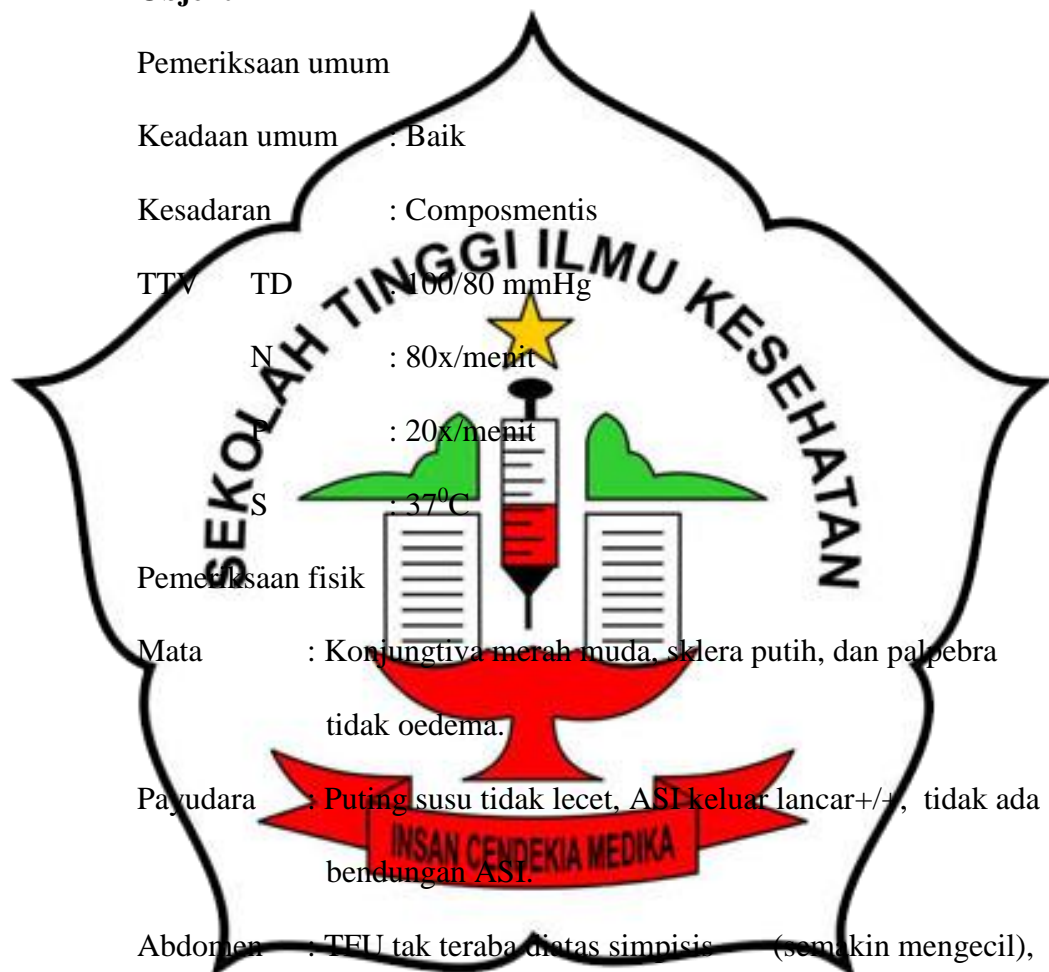 Pemeriksaan umum
Keadaan umum : Baik
Kesadaran : Composmentis
TTV TD : 100/80 mmHg
N : 80x/menit
P : 20x/menit
S : 37⁰C
Pemeriksaan fisik
Mata : Konjungtiva merah muda, sklera putih, dan palpebra
tidak oedema.
Payudara : Puting susu tidak lecet, ASI keluar lancar+/+, tidak ada
bendungan ASI.
Abdomen : TFU tak teraba diatas simpisis (semakin mengecil),
SEKOLAH TINGGI ILMU KESEHATAN
INSAN CENDEKIA MEDIKA